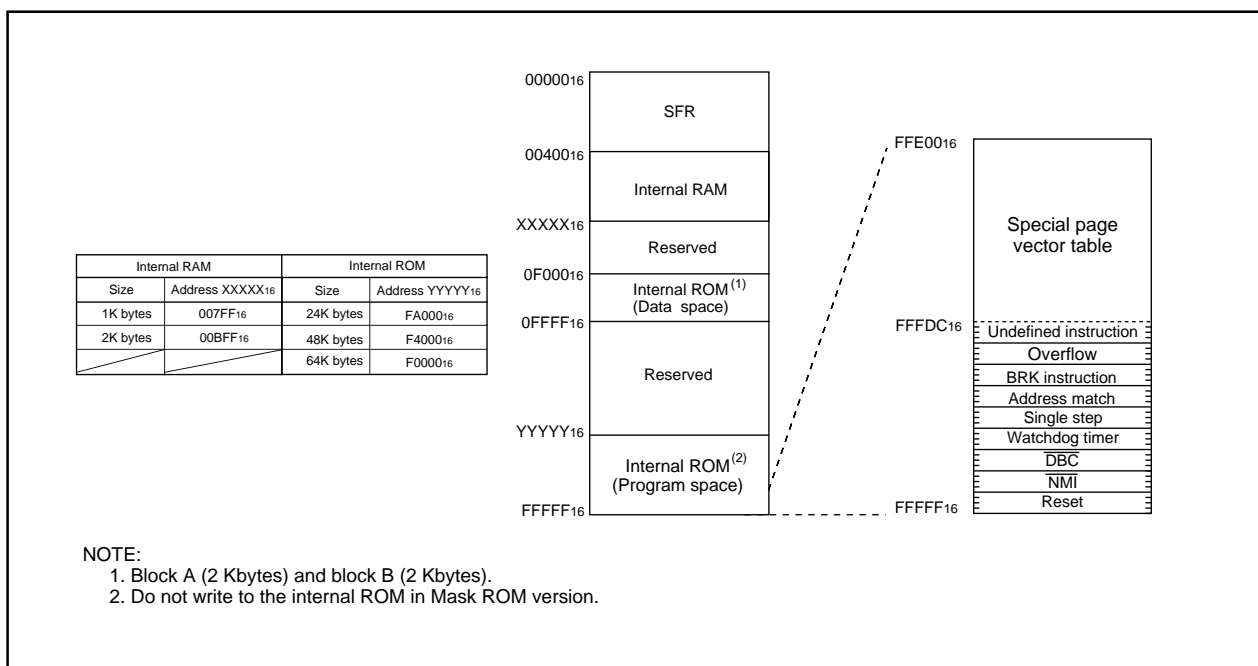 Internal RAM Internal ROM
Size Address XXXXX16 Size Address YYYYY16
1K bytes 007FF16 24K bytes FA00016
2K bytes 00BFF16 48K bytes F400016
64K bytes F000016
0000016
SFR
0040016
Internal RAM
XXXXX16
Reserved
0F00016
Internal ROM(1)
(Data space)
0FFFF16
Reserved
YYYYY16
Internal ROM(2)
(Program space)
FFFFF16
FFE0016
Special page
vector table
FFFDC16
Undefined instruction
Overflow
BRK instruction
Address match
Single step
Watchdog timer
DBC
NMI
Reset
FFFFF16
NOTE:
1. Block A (2 Kbytes) and block B (2 Kbytes).
2. Do not write to the internal ROM in Mask ROM version.